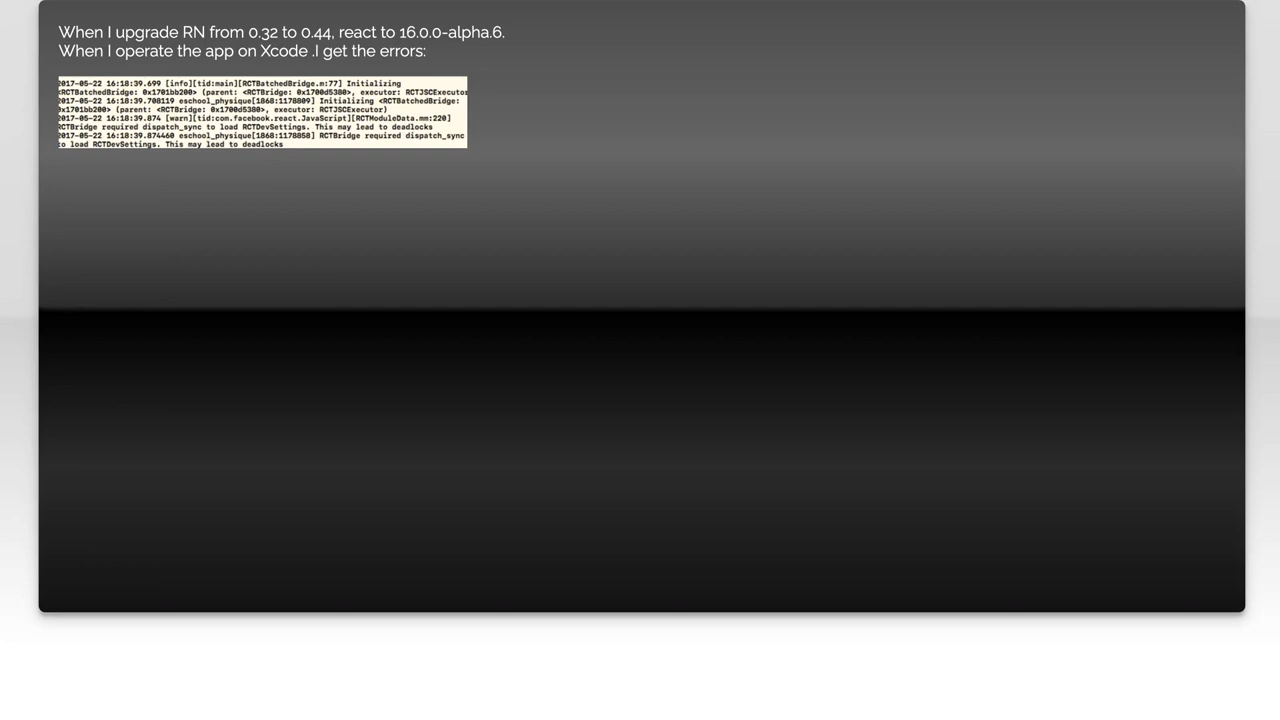 When I upgrade RN from 0.32 to 0.44, react to 16.0.0-alpha.6.
When I operate the app on Xcode .I get the errors:
2017-05-22 16:18:39.699 [info][tid:main][RCTBatchedBridge.m:77] Initializing
<RCTBatchedBridge: 0x1701bb200> (parent: <RCTBridge: 0x1700d5380>, executor: RCTJSCExecutor
2017-05-22 16:18:39.708119 eschool_physique[1868:1178809] Initializing <RCTBatchedBridge:
0x1701bb200> (parent: <RCTBridge: 0x1700d5380>, executor: RCTJSCExecutor)
2017-05-22 16:18:39.874 [warn][tid:com.facebook.react.JavaScript][RCTModuleData.mm:220]
RCTBridge required dispatch_sync to load RCTDevSettings. This may lead to deadlocks
2017-05-22 16:18:39.874460 eschool_physique[1868:1178858] RCTBridge required dispatch_sync
to load RCTDevSettings. This may lead to deadlocks